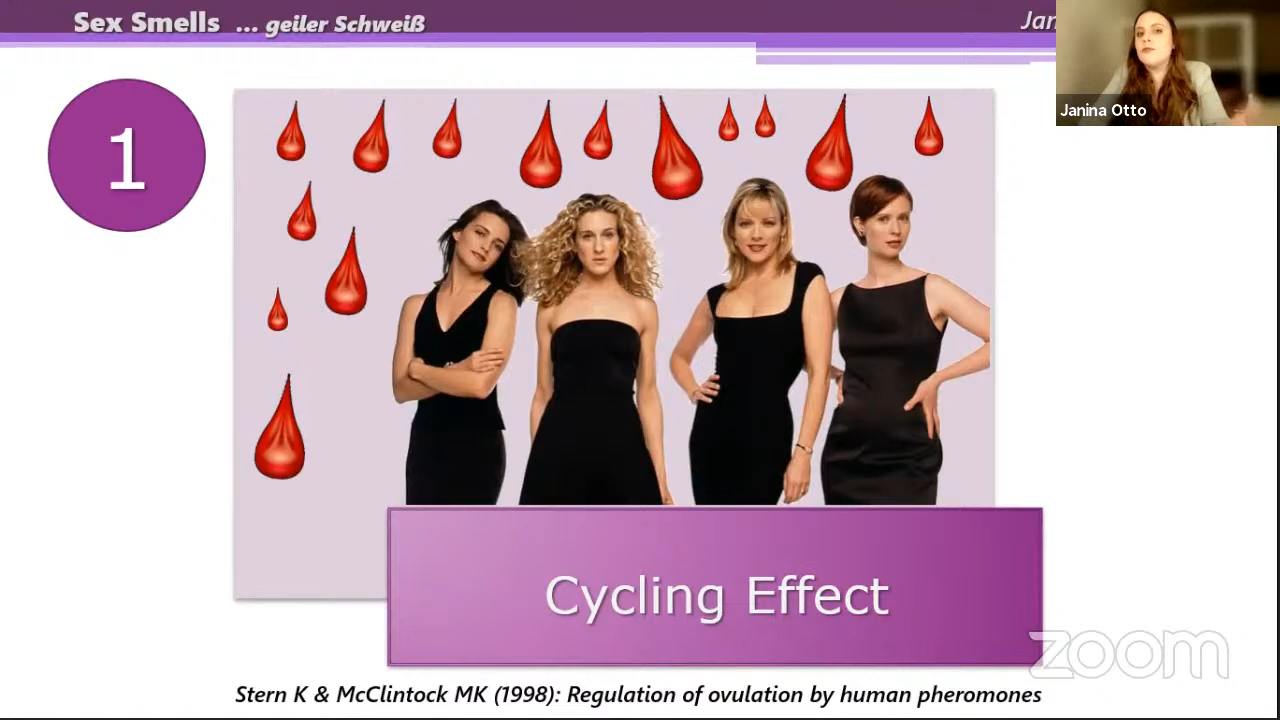 Sex Smells ... geiler Schweiß
Jan
Janina Otto
1
Cycling Effect
zoom
Stern K & McClintock MK (1998): Regulation of ovulation by human pheromones